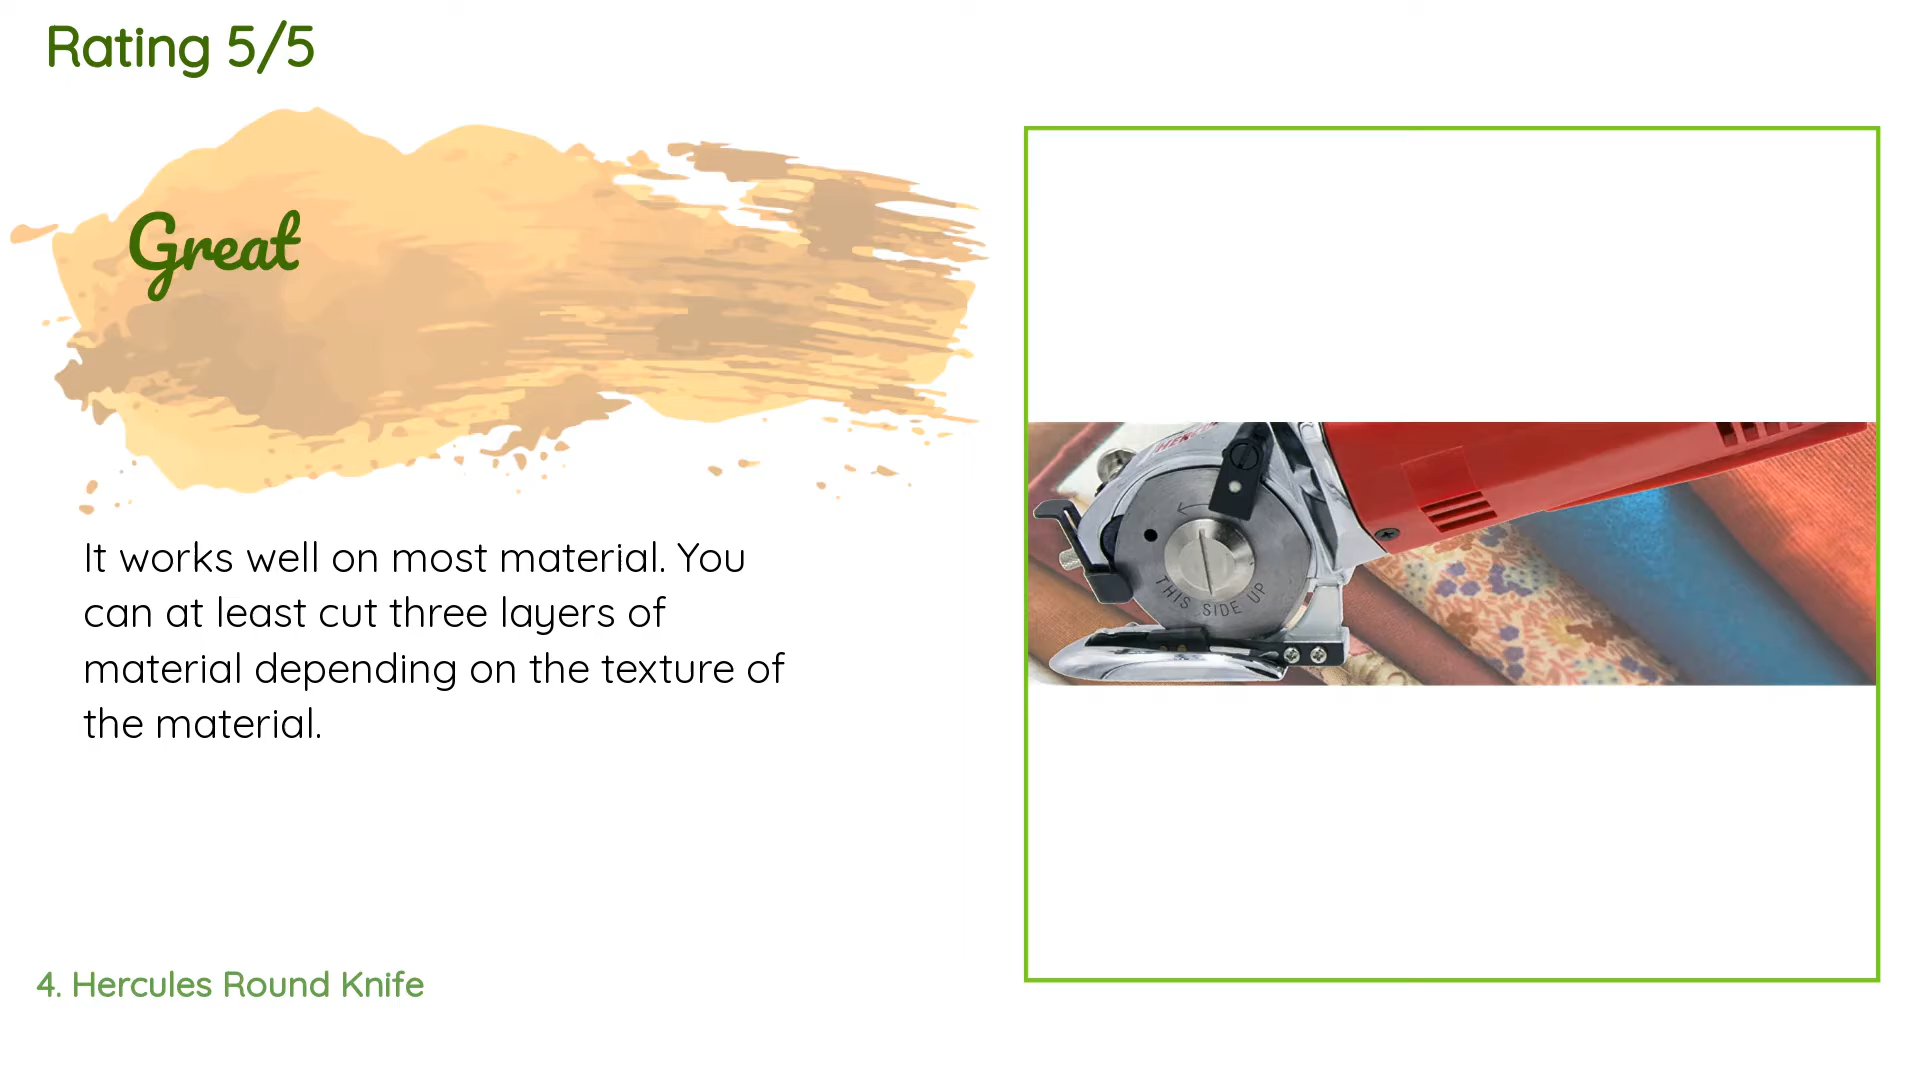 Rating 5/5
Great
It works well on most material. You
can at least cut three layers of
material depending on the texture of
the material.
THIS SIDE UP
4. Hercules Round Knife